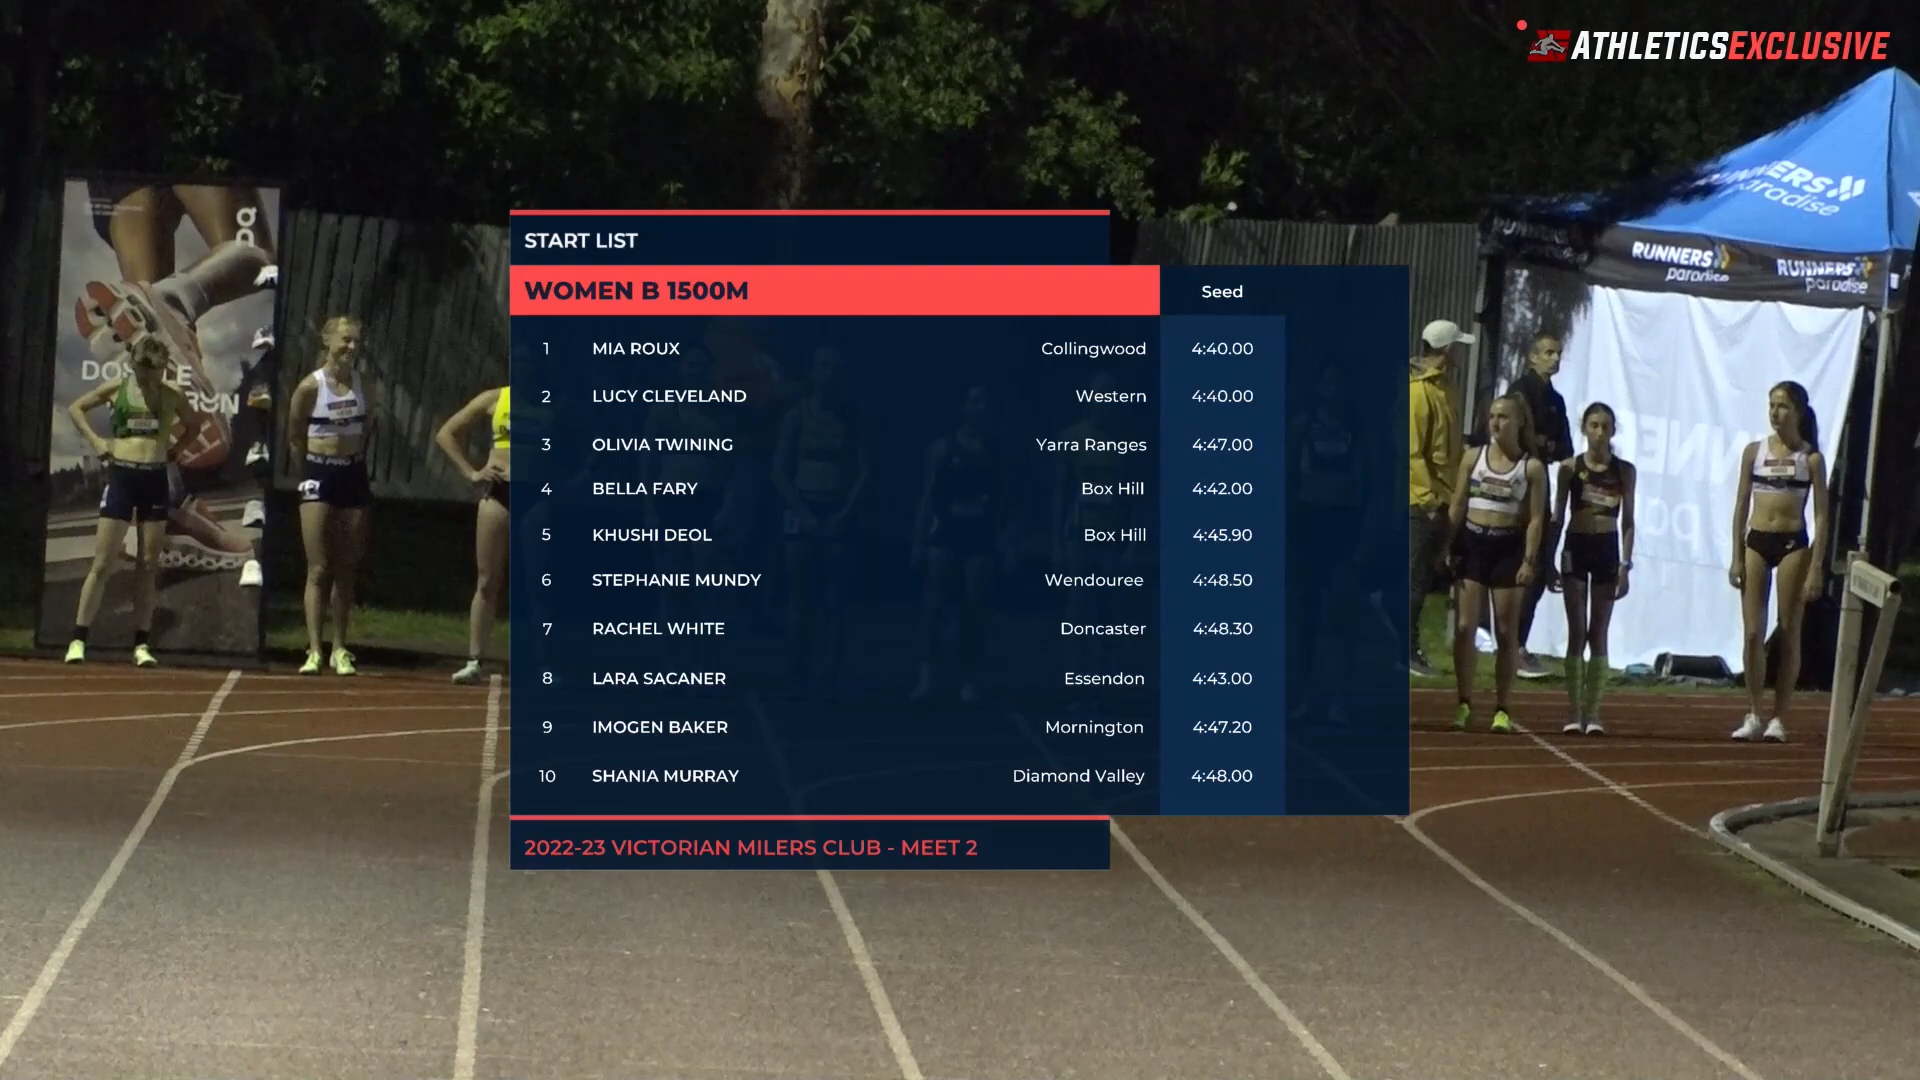 ATHLETICSEXCLUSIVE
START LIST
WOMEN B 1500M Seed
1 MIA ROUX Collingwood 4:40.00
2 LUCY CLEVELAND Western 4:40.00
3 OLIVIA TWINING Yarra Ranges 4:47.00
4 BELLA FARY Box Hill 4:42.00
5 KHUSHI DEOL Box Hill 4:45.90
6 STEPHANIE MUNDY Wendouree 4:48.50
7 RACHEL WHITE Doncaster 4:48.30
8 LARA SACANER Essendon 4:43.00
9 IMOGEN BAKER Mornington 4:47.20
10 SHANIA MURRAY Diamond Valley 4:48.00
2022-23 VICTORIAN MILERS CLUB - MEET 2
RUNNERS
paradise
RUNNERS
paradise